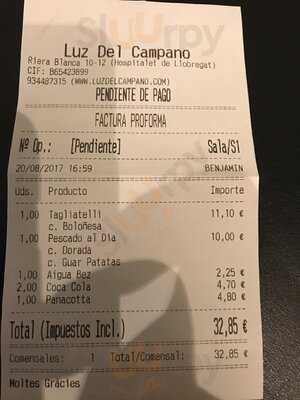 Luz Del Campano
Riera Blanca 10-12 (Hospitalet de Llobregat)
CIF: B65423899
934487315 (WWW.LUZDELCAMPANO.COM)
PENDIENTE DE PAGO
FACTURA PROFORMA
Nº Op.: [Pendiente] Sala/S1
20/08/2017 16:59 BENJAMIN
Uds. Producto Importe
1,00 Tagliatelli 11,10 €
c. Boloñesa
1,00 Pescado al Dia 10,00 €
c. Dorada
c. Guar Patatas
1,00 Aigua Bez 2,25 €
2,00 Coca Cola 4,70 €
1,00 Panacotta 4,80 €
Total (Impuestos Incl.) 32,85 €
Comensales: 1 Total/Comensal: 32,85 €
Moltes Gràcies
Sluurpy